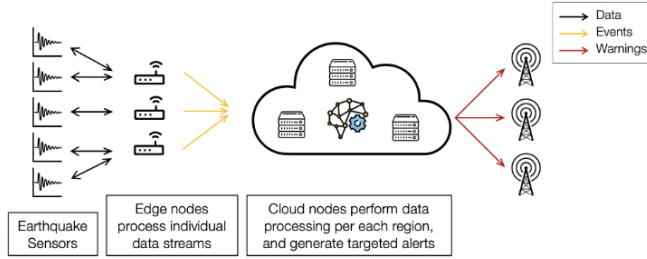 Data
Events
Warnings
Earthquake
Sensors
Edge nodes
process individual
data streams
Cloud nodes perform data
processing per each region,
and generate targeted alerts